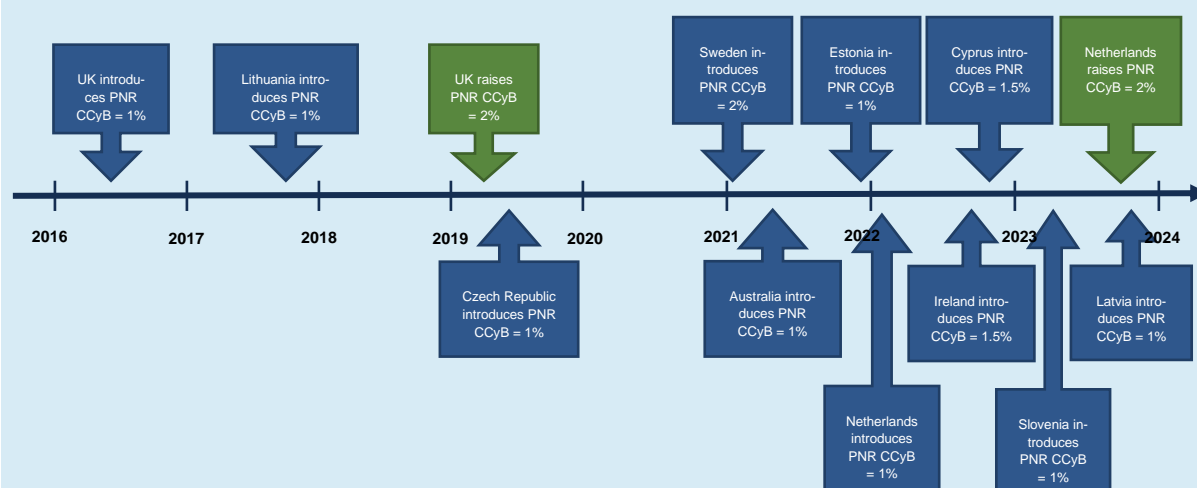 UK introdu-
ces PNR
CCyB = 1%
Lithuania intro-
duces PNR
CCyB = 1%
UK raises
PNR CCyB
= 2%
Sweden in-
troduces
PNR CCyB
= 2%
Estonia in-
troduces
PNR CCyB
= 1%
Cyprus intro-
duces PNR
CCyB = 1.5%
Netherlands
raises PNR
CCyB = 2%
2016
2017
2018
2019
2020
2021
2022
2023
2024
Czech Republic
introduces PNR
CCyB = 1%
Australia intro-
duces PNR
CCyB = 1%
Ireland intro-
duces PNR
CCyB = 1.5%
Latvia intro-
duces PNR
CCyB = 1%
Netherlands
introduces
PNR CCyB
= 1%
Slovenia in-
troduces
PNR CCyB
= 1%